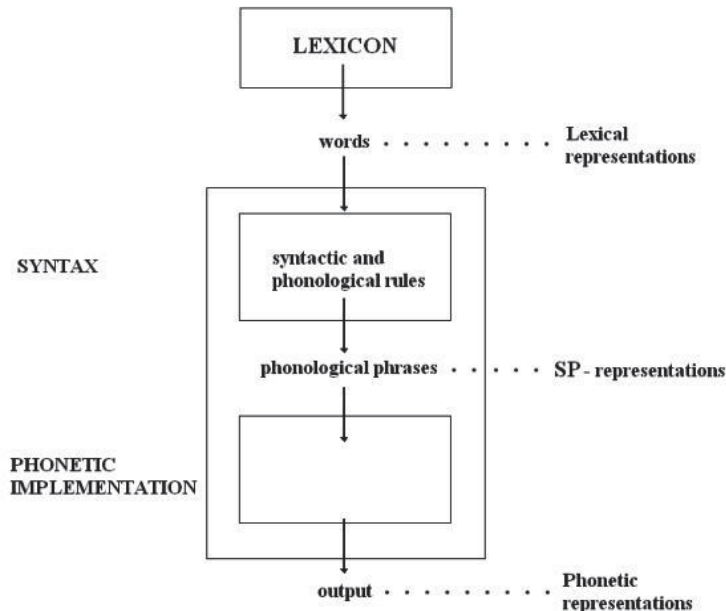 LEXICON
words
Lexical
representations
SYNTAX
syntactic and
phonological rules
phonological phrases
SP - representations
PHONETIC
IMPLEMENTATION
output
Phonetic
representations